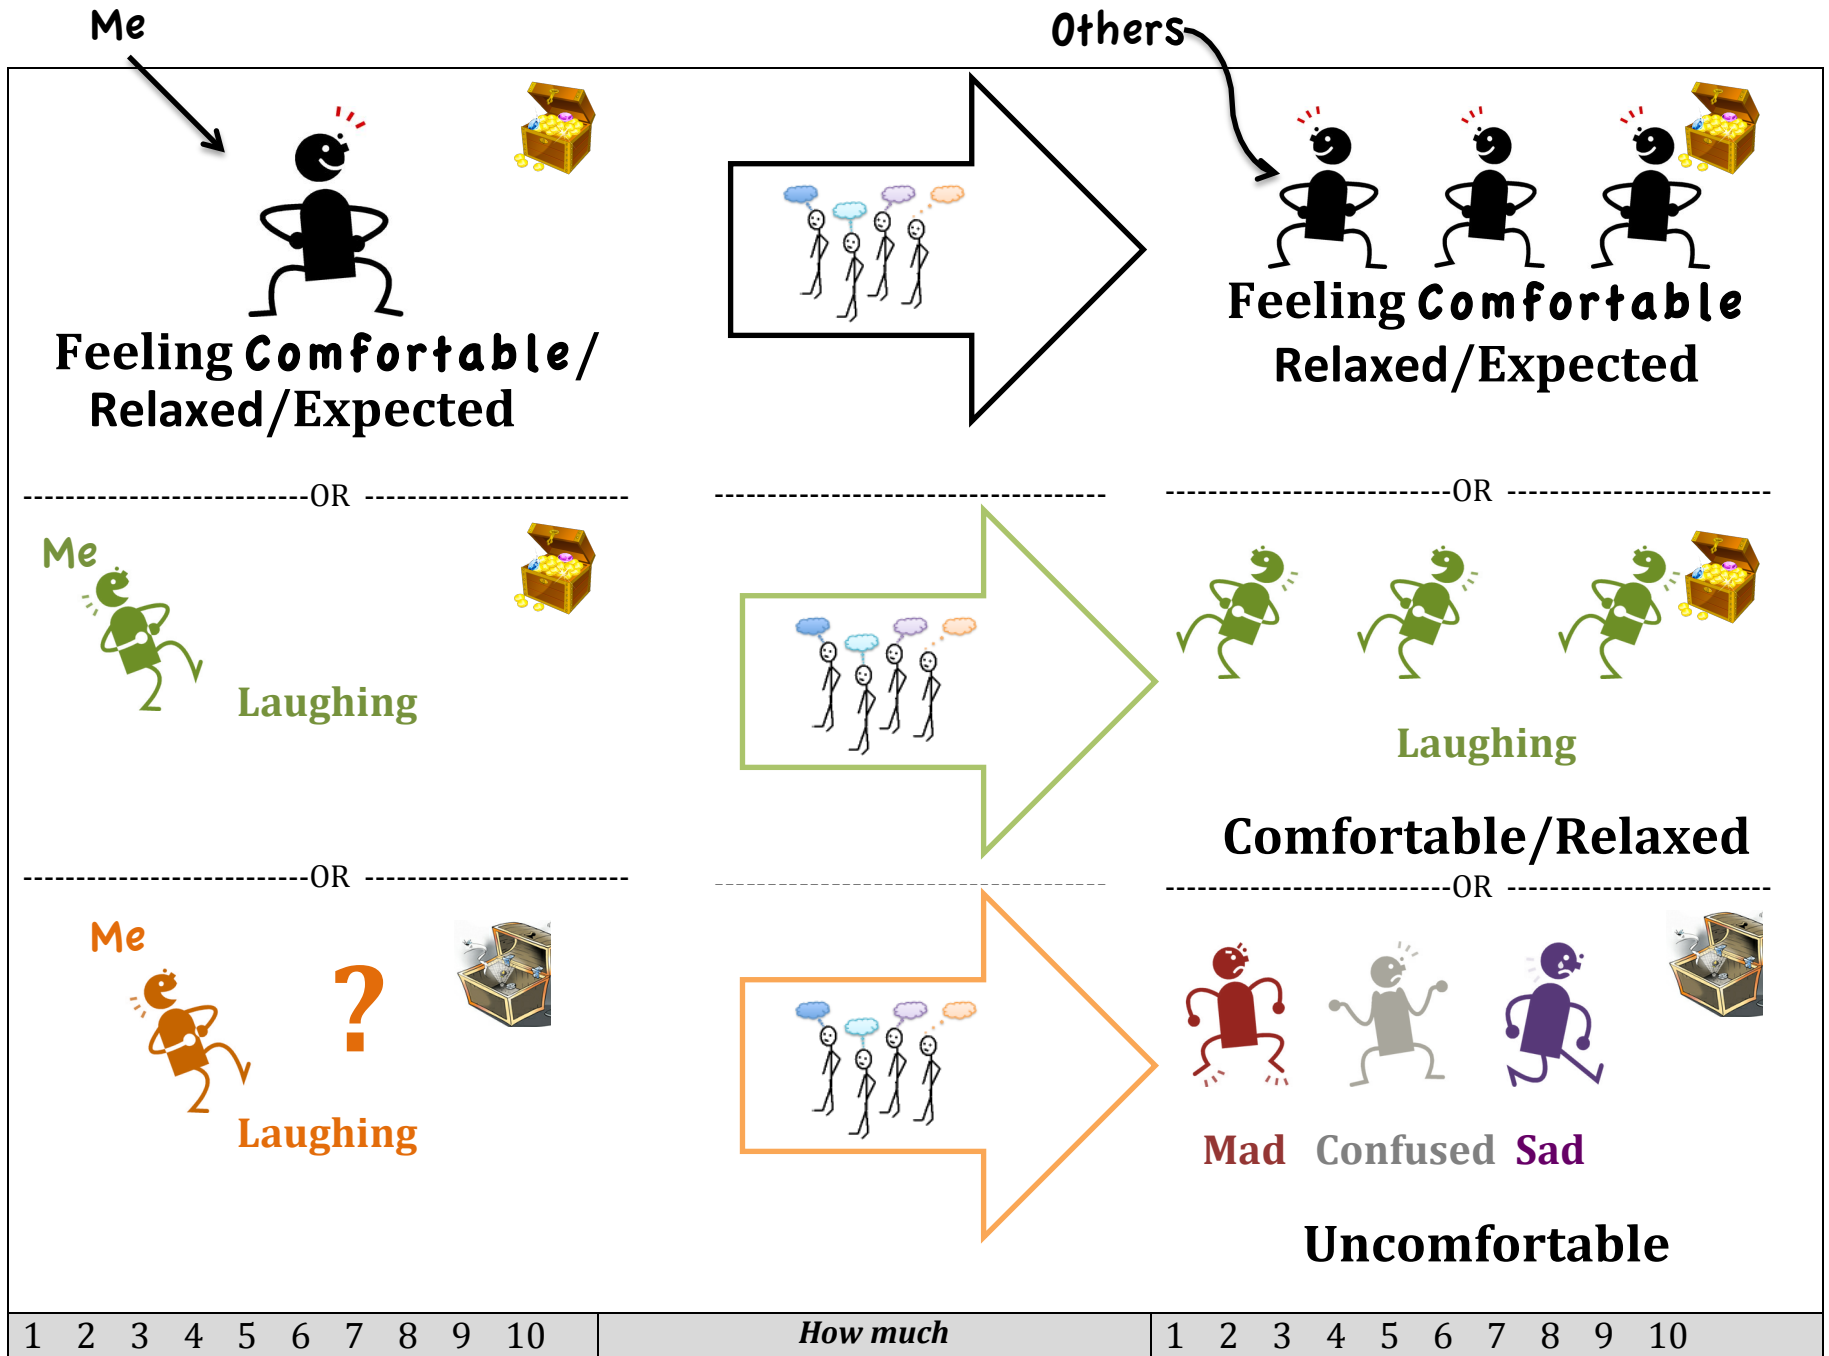 Me
Others
Feeling Comfortable/
Relaxed/Expected
Feeling Comfortable
Relaxed/Expected
----------------------------OR --------------------------
-------------------------------------
----------------------------OR --------------------------
Me
Laughing
Laughing
Comfortable/Relaxed
----------------------------OR --------------------------
-------------------------------------
----------------------------OR --------------------------
Me
?
Laughing
Mad Confused Sad
Uncomfortable
1 2 3 4 5 6 7 8 9 10
How much
1 2 3 4 5 6 7 8 9 10